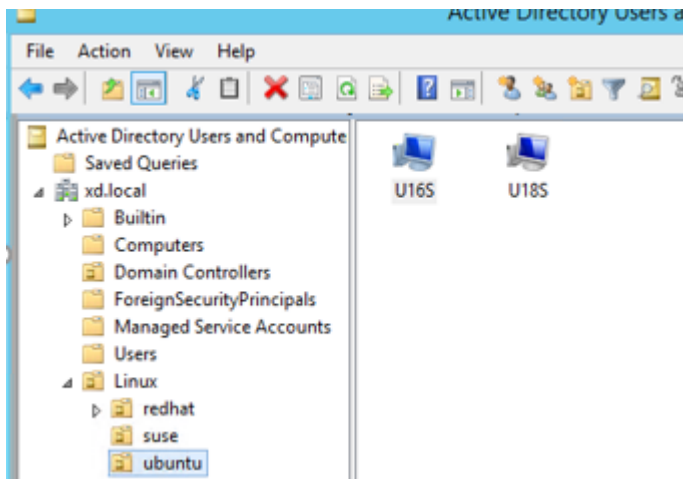 Active Directory Users a
File Action View Help
Active Directory Users and Compute
Saved Queries
xd.local
Builtin
Computers
Domain Controllers
ForeignSecurityPrincipals
Managed Service Accounts
Users
Linux
redhat
suse
ubuntu
U16S U18S